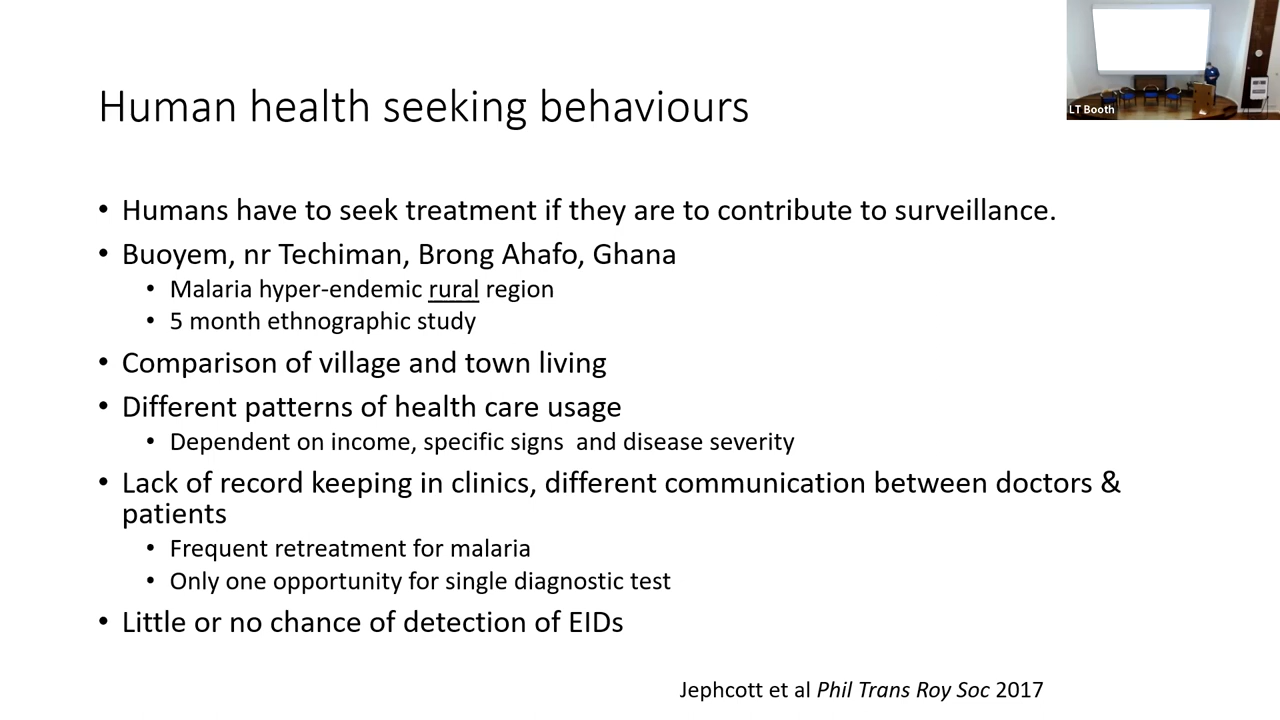 LT Booth
Human health seeking behaviours
• Humans have to seek treatment if they are to contribute to surveillance.
• Buoyem, nr Techiman, Brong Ahafo, Ghana
• Malaria hyper-endemic rural region
• 5 month ethnographic study
• Comparison of village and town living
• Different patterns of health care usage
• Dependent on income, specific signs  and disease severity
• Lack of record keeping in clinics, different communication between doctors &
patients
• Frequent retreatment for malaria
• Only one opportunity for single diagnostic test
• Little or no chance of detection of EIDs
Jephcott et al Phil Trans Roy Soc 2017